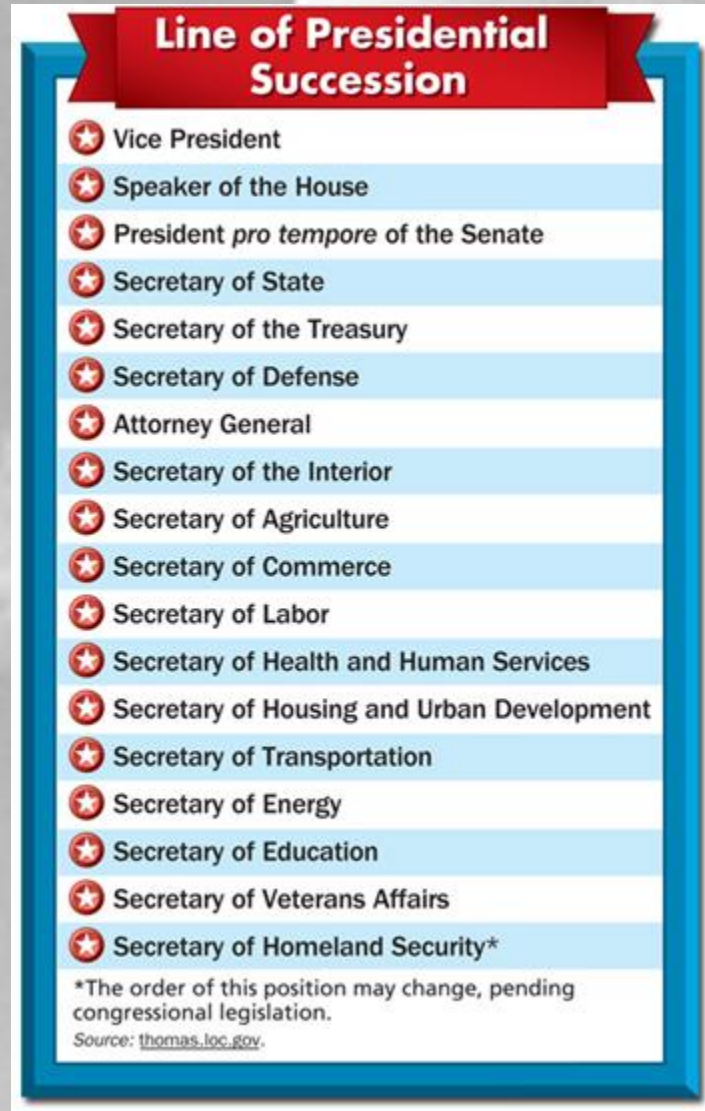 Line of Presidential
Succession
Vice President
Speaker of the House
President pro tempore of the Senate
Secretary of State
Secretary of the Treasury
Secretary of Defense
Attorney General
Secretary of the Interior
Secretary of Agriculture
Secretary of Commerce
Secretary of Labor
Secretary of Health and Human Services
Secretary of Housing and Urban Development
Secretary of Transportation
Secretary of Energy
Secretary of Education
Secretary of Veterans Affairs
Secretary of Homeland Security*
*The order of this position may change, pending
congressional legislation.
Source: thomas.loc.gov.